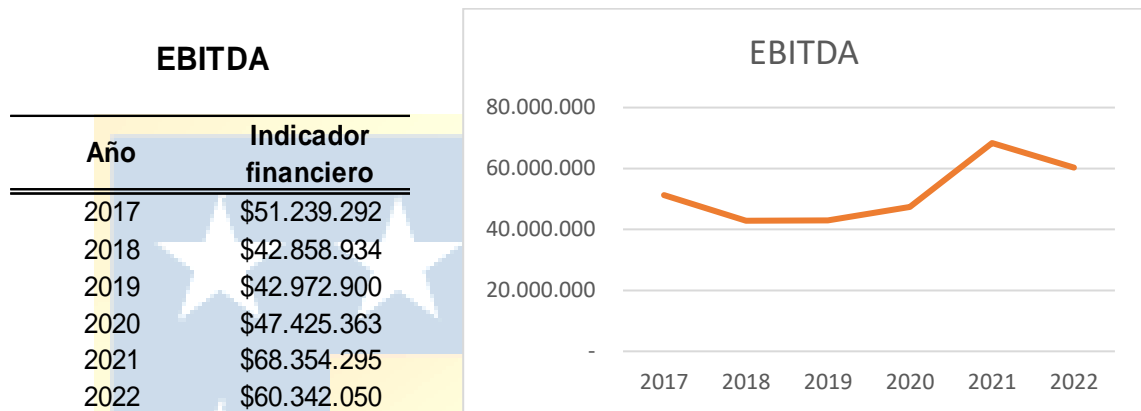 EBITDA
Año Indicador financiero
2017 $51.239.292
2018 $42.858.934
2019 $42.972.900
2020 $47.425.363
2021 $68.354.295
2022 $60.342.050
EBITDA
80.000.000
60.000.000
40.000.000
20.000.000
-
2017 2018 2019 2020 2021 2022